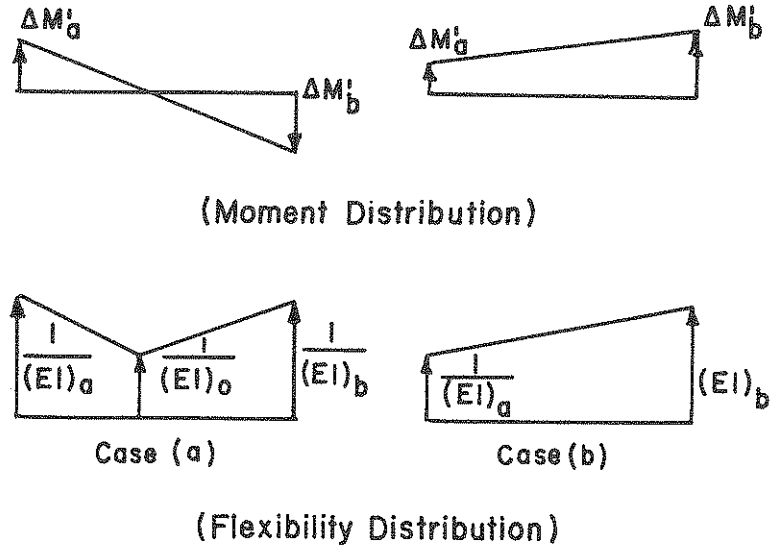 ΔM'a
ΔM'b
ΔM'a
ΔM'b
(Moment Distribution)
1/(EI)a
1/(EI)o
1/(EI)b
1/(EI)a
(EI)b
Case (a)
Case (b)
(Flexibility Distribution)